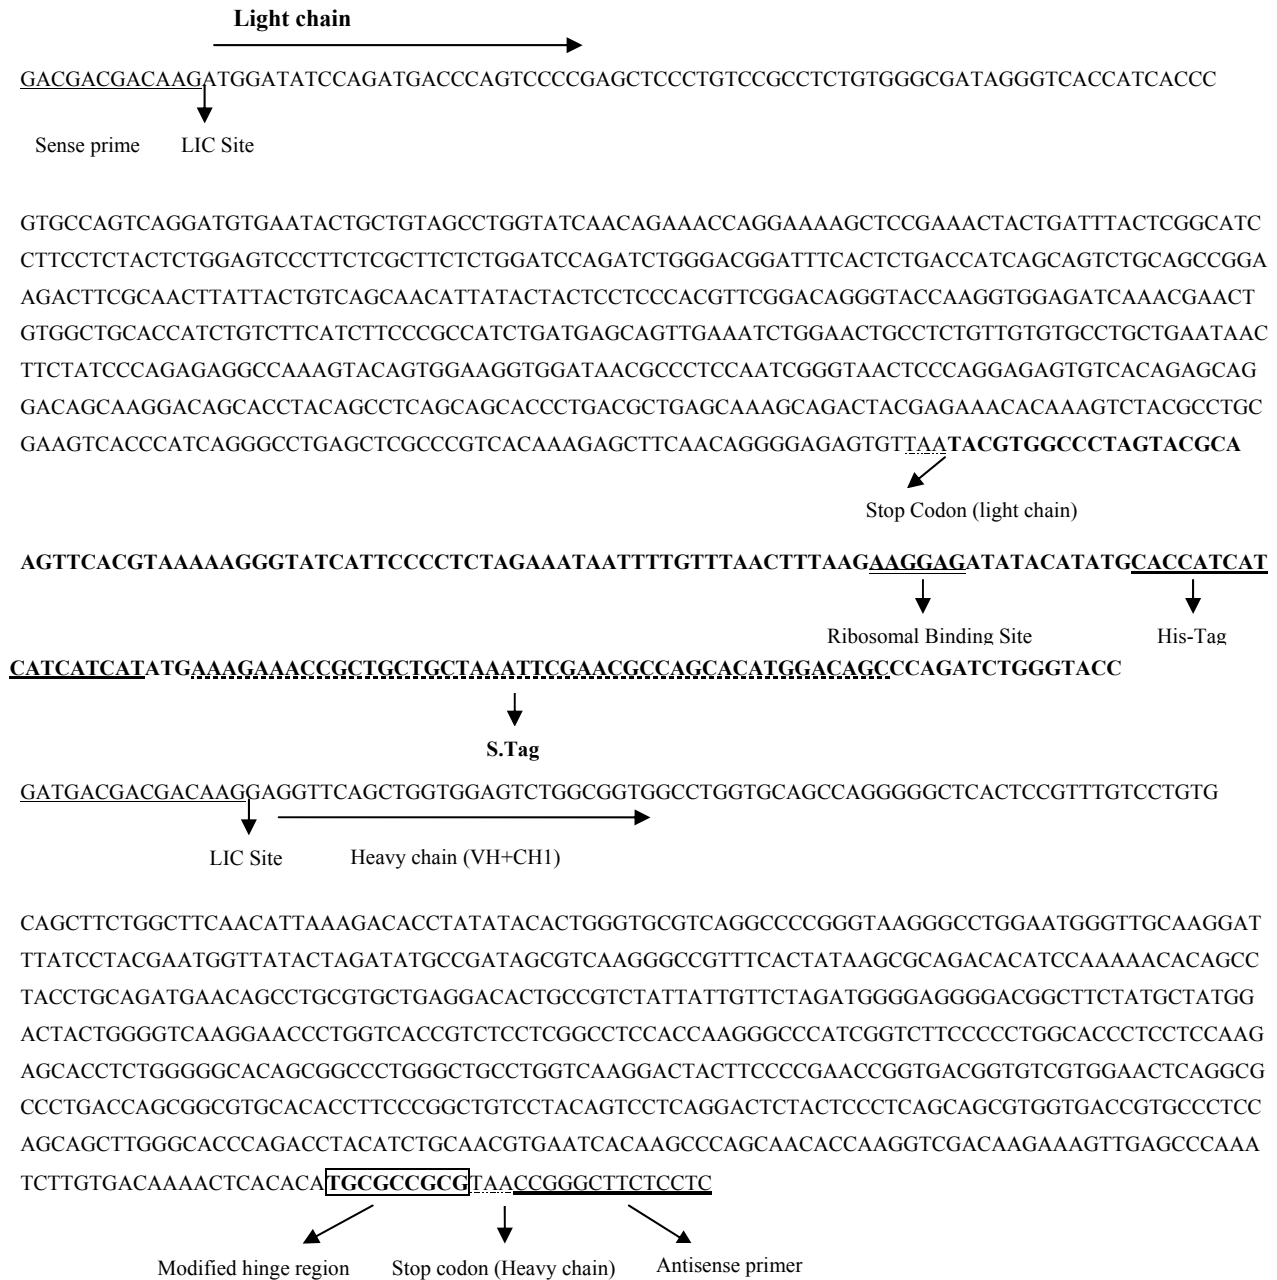 Light chain
GACGACGACAAGATGGATATCCAGATGACCCAGTCCCCGAGCTCCCTGTCCGCCTCTGTGGGCGATAGGGTCACCATCACCC
Sense prime LIC Site
GTGCCAGTCAGGATGTGAATACTGCTGTAGCCTGGTATCAACAGAAACCAGGAAAAGCTCCGAAACTACTGATTTACTCGGCATC
CTTCCTCTACTCTGGAGTCCCTTCTCGCTTCTCTGGATCCAGATCTGGGACGGATTTCACTCTGACCATCAGCAGTCTGCAGCCGGA
AGACTTCGCAACTTATTACTGTCAGCAACATTATACTACTCCTCCCACGTTCGGACAGGGTACCAAGGTGGAGATCAAACGAACT
GTGGCTGCACCATCTGTCTTCATCTTCCCGCCATCTGATGAGCAGTTGAAATCTGGAACTGCCTCTGTTGTGTGCCTGCTGAATAAC
TTCTATCCCAGAGAGGCCAAAGTACAGTGGAAGGTGGATAACGCCCTCCAATCGGGTAACTCCCAGGAGAGTGTCACAGAGCAG
GACAGCAAGGACAGCACCTACAGCCTCAGCAGCACCCTGACGCTGAGCAAAGCAGACTACGAGAAACACAAAGTCTACGCCTGC
GAAGTCACCCATCAGGGCCTGAGCTCGCCCGTCACAAAGAGCTTCAACAGGGGAGAGTGTTAATACGTGGCCCTAGTACGCA
Stop Codon (light chain)
AGTTCACGTAAAAAGGGTATCATTCCCCTCTAGAAATAATTTTGTTTAACTTTAAGAAGGAGATATACATATGCACCATCAT
Ribosomal Binding Site His-Tag
CATCATCATATGAAAGAAACCGCTGCTGCTAAATTCGAACGCCAGCACATGGACAGCCCAGATCTGGGTACC
S.Tag
GATGACGACGACAAGGAGGTTCAGCTGGTGGAGTCTGGCGGTGGCCTGGTGCAGCCAGGGGGCTCACTCCGTTTGTCCTGTG
LIC Site Heavy chain (VH+CH1)
CAGCTTCTGGCTTCAACATTAAAGACACCTATATACACTGGGTGCGTCAGGCCCCGGGTAAGGGCCTGGAATGGGTTGCAAGGAT
TTATCCTACGAATGGTTATACTAGATATGCCGATAGCGTCAAGGGCCGTTTCACTATAAGCGCAGACACATCCAAAAACACAGCC
TACCTGCAGATGAACAGCCTGCGTGCTGAGGACACTGCCGTCTATTATTGTTCTAGATGGGGAGGGGACGGCTTCTATGCTATGG
ACTACTGGGGTCAAGGAACCCTGGTCACCGTCTCCTCGGCCTCCACCAAGGGCCCATCGGTCTTCCCCCTGGCACCCTCCTCCAAG
AGCACCTCTGGGGGCACAGCGGCCCTGGGCTGCCTGGTCAAGGACTACTTCCCCGAACCGGTGACGGTGTCGTGGAACTCAGGCG
CCCTGACCAGCGGCGTGCACACCTTCCCGGCTGTCCTACAGTCCTCAGGACTCTACTCCCTCAGCAGCGTGGTGACCGTGCCCTCC
AGCAGCTTGGGCACCCAGACCTACATCTGCAACGTGAATCACAAGCCCAGCAACACCAAGGTCGACAAGAAAGTTGAGCCCAAA
TCTTGTGACAAAACTCACACATGCGCCGCGTAACCGGGCTTCTCCTC
Modified hinge region Stop codon (Heavy chain) Antisense primer